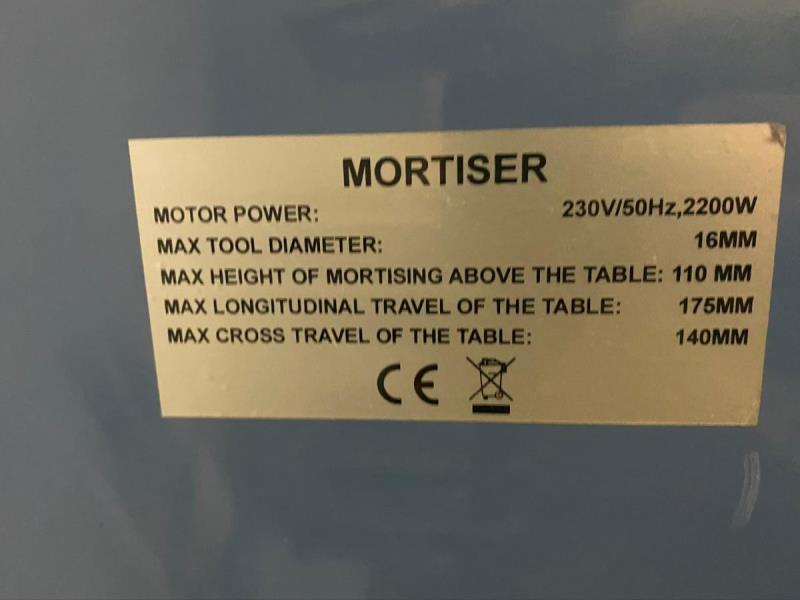 MORTISER
MOTOR POWER: 230V/50Hz,2200W
MAX TOOL DIAMETER: 16MM
MAX HEIGHT OF MORTISING ABOVE THE TABLE: 110 MM
MAX LONGITUDINAL TRAVEL OF THE TABLE: 175MM
MAX CROSS TRAVEL OF THE TABLE: 140MM
CE